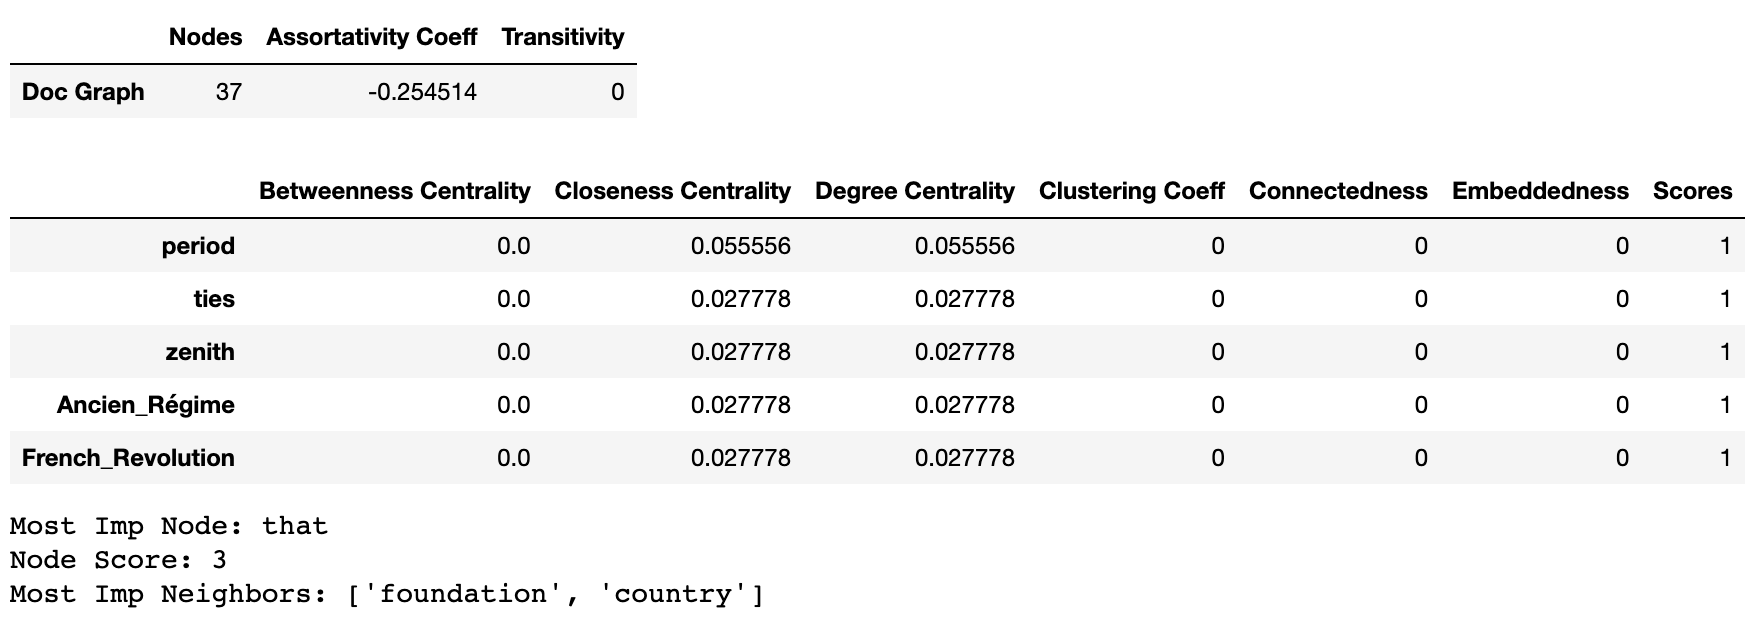 Nodes Assortativity Coeff Transitivity
Doc Graph 37 -0.254514 0
Betweenness Centrality Closeness Centrality Degree Centrality Clustering Coeff Connectedness Embeddedness Scores
period 0.0 0.055556 0.055556 0 0 0 1
ties 0.0 0.027778 0.027778 0 0 0 1
zenith 0.0 0.027778 0.027778 0 0 0 1
Ancien_Régime 0.0 0.027778 0.027778 0 0 0 1
French_Revolution 0.0 0.027778 0.027778 0 0 0 1
Most Imp Node: that
Node Score: 3
Most Imp Neighbors: ['foundation', 'country']